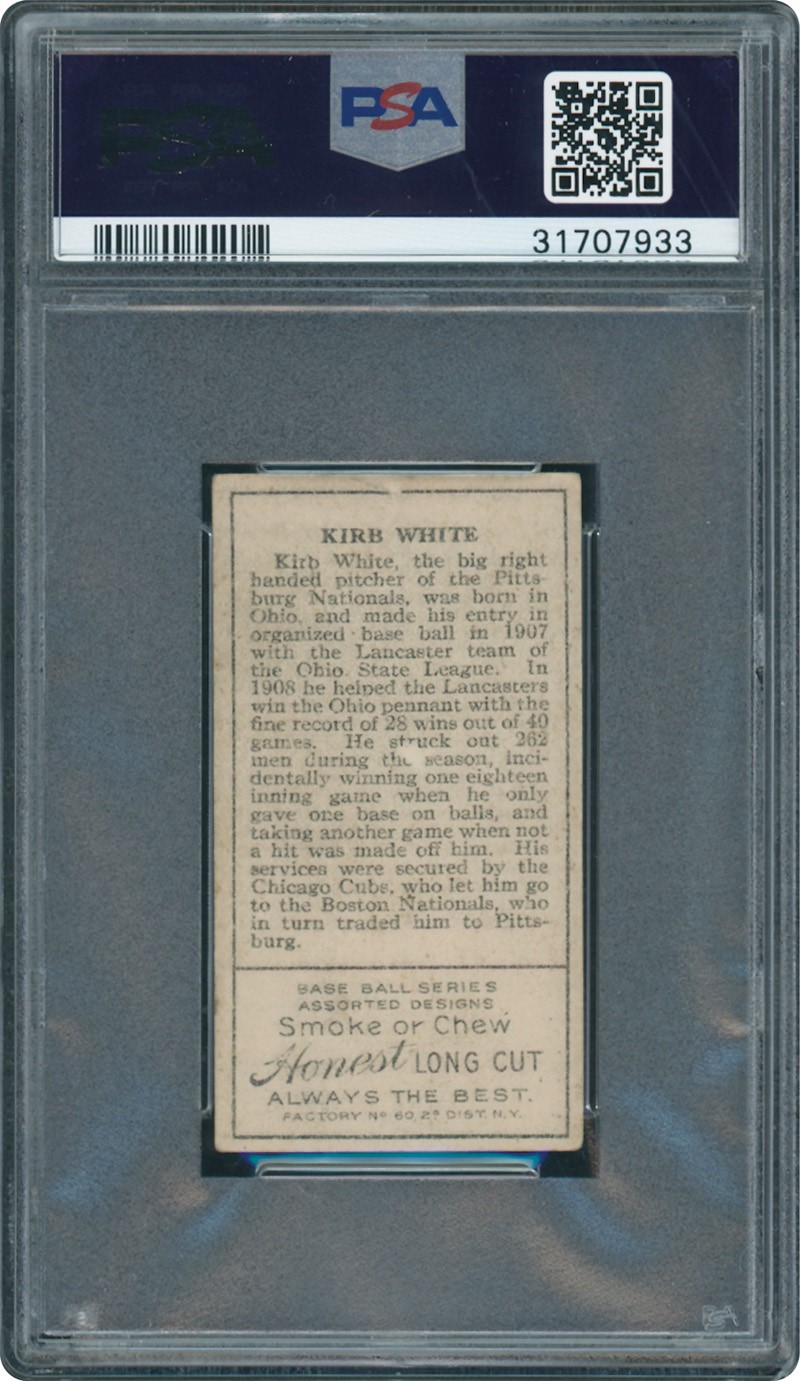 PSA
PSA
31707933
KIRB WHITE
Kirb White, the big right
handed pitcher of the Pitts-
burg Nationals, was born in
Ohio, and made his entry in
organized base ball in 1907
with the Lancaster team of
the Ohio State League. In
1908 he helped the Lancasters
win the Ohio pennant with the
fine record of 28 wins out of 40
games. He struck out 262
men during the season, inci-
dentally winning one eighteen
inning game when he only
gave one base on balls, and
taking another game when not
a hit was made off him. His
services were secured by the
Chicago Cubs, who let him go
to the Boston Nationals, who
in turn traded him to Pitts-
burg.
BASE BALL SERIES
ASSORTED DESIGNS
Smoke or Chew
Honest LONG CUT
ALWAYS THE BEST.
FACTORY Nº 60, 2ᴰ DIST. N.Y.
PSA